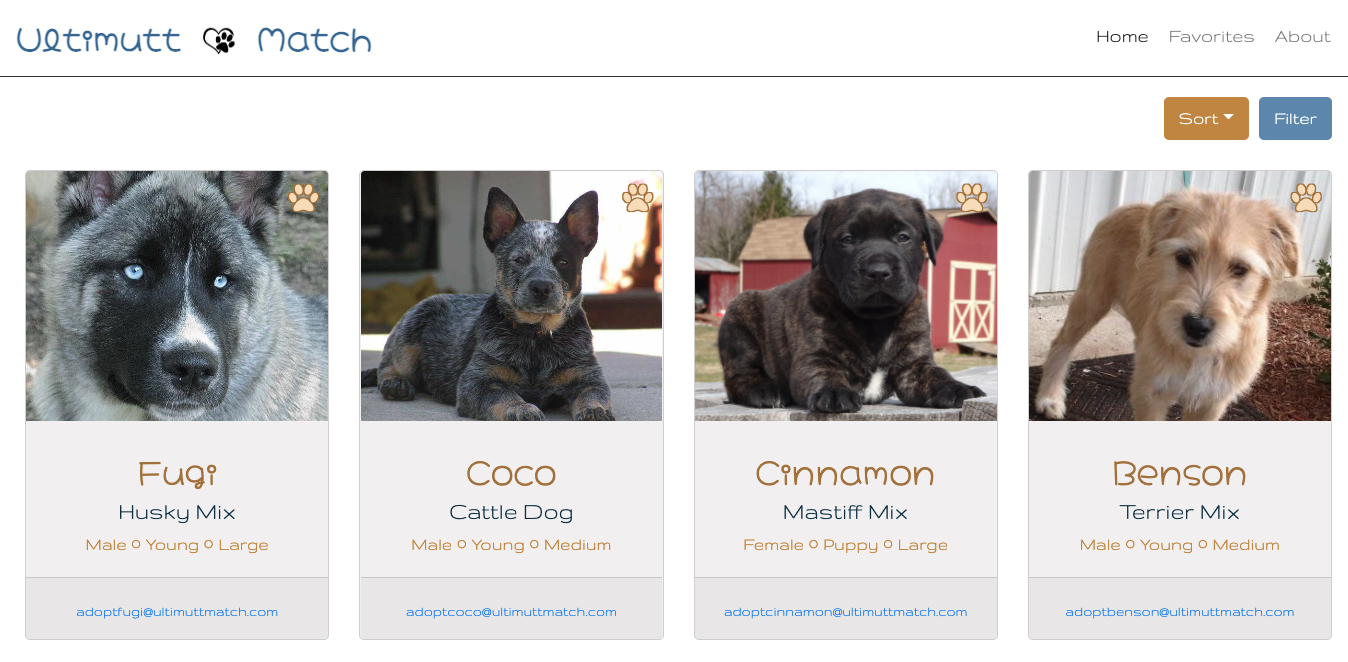 Ultimutt Match
Home Favorites About
Sort Filter
Fugi
Husky Mix
Male o Young o Large
adoptfugi@ultimuttmatch.com
Coco
Cattle Dog
Male o Young o Medium
adoptcoco@ultimuttmatch.com
Cinnamon
Mastiff Mix
Female o Puppy o Large
adoptcinnamon@ultimuttmatch.com
Benson
Terrier Mix
Male o Young o Medium
adoptbenson@ultimuttmatch.com